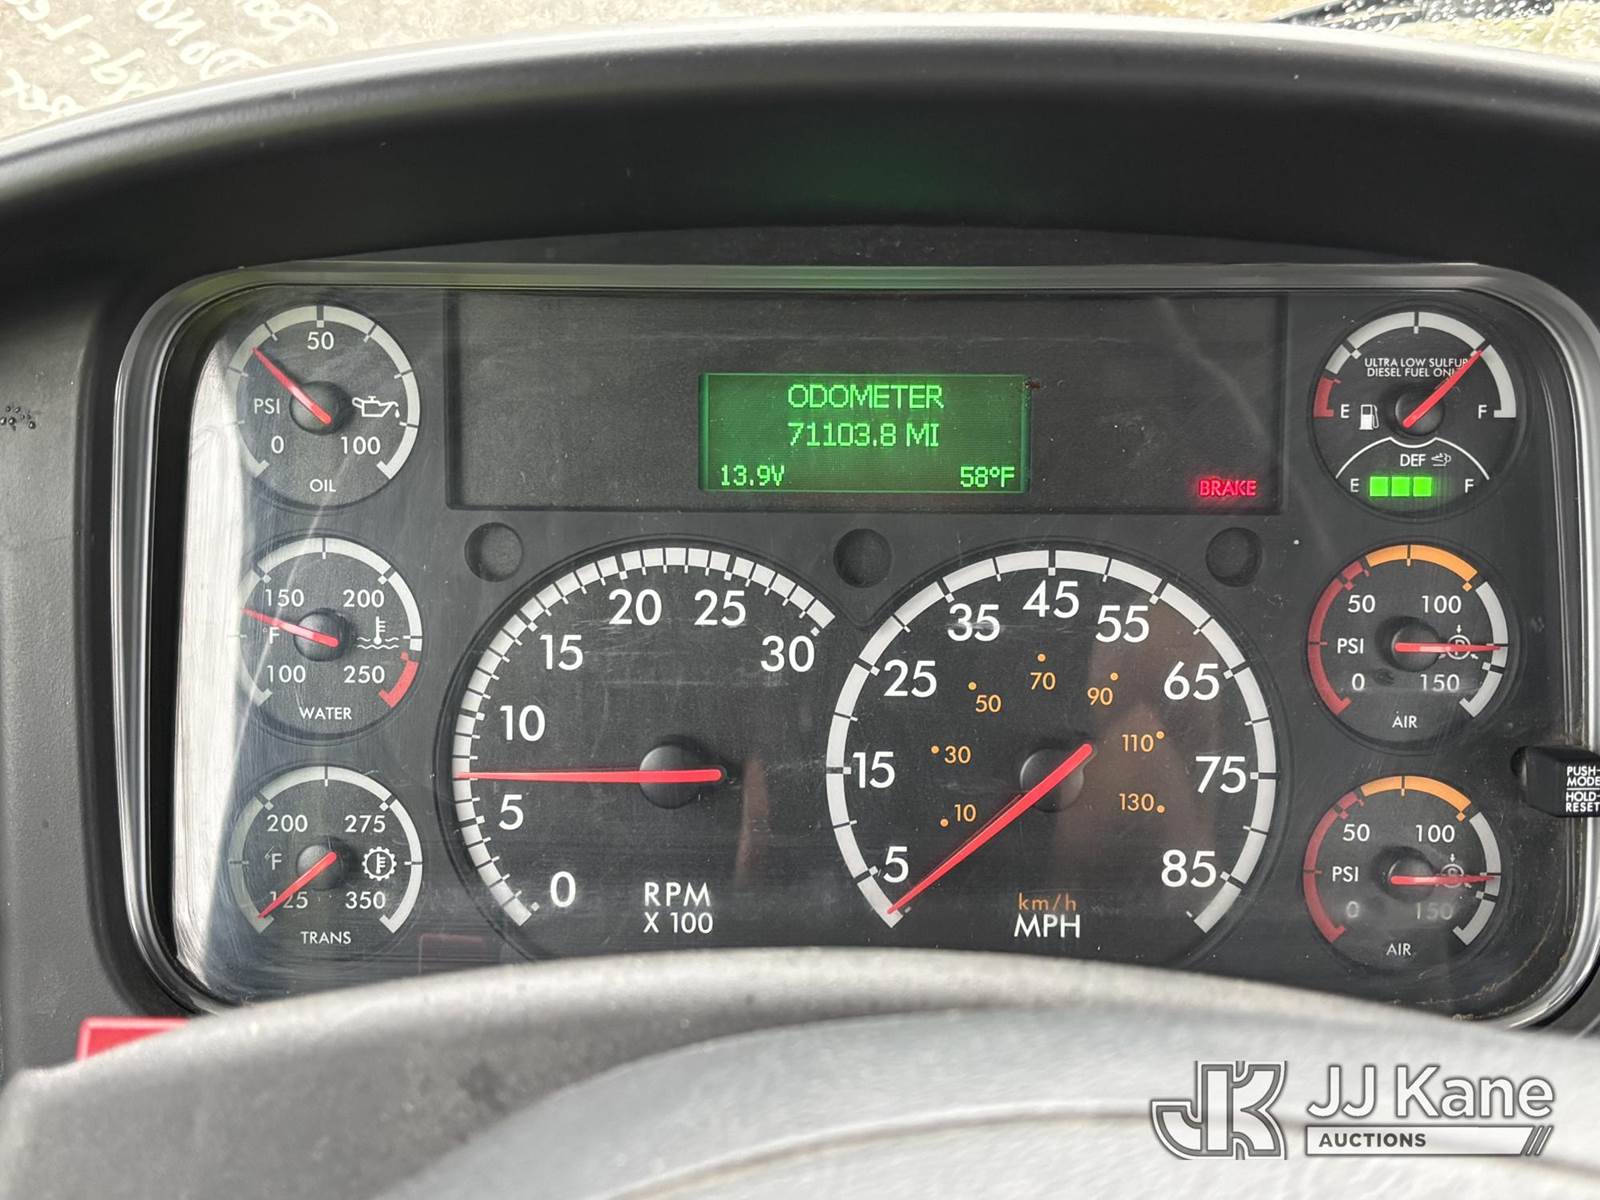 50
PSI
0 100
OIL
ODOMETER
71103.8 MI
13.9V 58°F
BRAKE
ULTRA LOW SULFUR
DIESEL FUEL ONLY
E F
DEF
E F
150 200
°F
100 250
WATER
0 5 10 15 20 25 30
RPM
X 100
5 15 25 35 45 55 65 75 85
10 30 50 70 90 110 130
km/h
MPH
50 100
PSI
0 150
AIR
200 275
°F
125 350
TRANS
50 100
PSI
0 150
AIR
PUSH-
MODE
HOLD-
RESET
JJ Kane
AUCTIONS